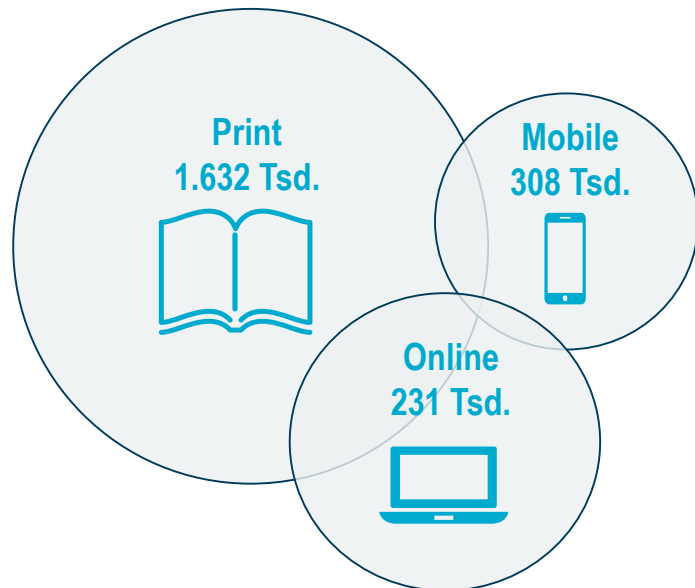 Print
1.632 Tsd.
Mobile
308 Tsd.
Online
231 Tsd.